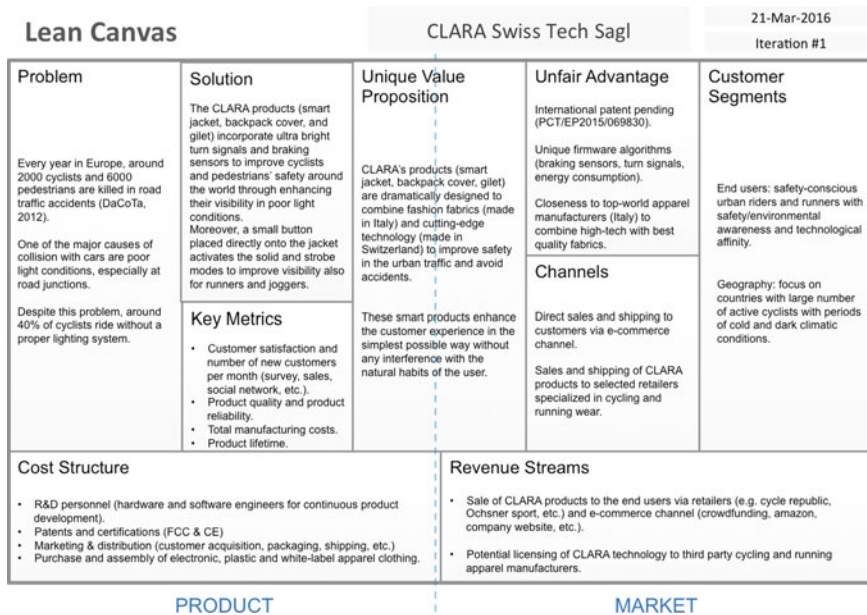 Lean Canvas
CLARA Swiss Tech Sagl
21-Mar-2016
Iteration #1
Problem
Every year in Europe, around
2000 cyclists and 6000
pedestrians are killed in road
traffic accidents (DaCoTa,
2012).
One of the major causes of
collision with cars are poor
light conditions, especially at
road junctions.
Despite this problem, around
40% of cyclists ride without a
proper lighting system.
Solution
The CLARA products (smart
jacket, backpack cover, and
gilet) incorporate ultra bright
turn signals and braking
sensors to improve cyclists
and pedestrians' safety around
the world through enhancing
their visibility in poor light
conditions.
Moreover, a small button
placed directly onto the jacket
activates the solid and strobe
modes to improve visibility also
for runners and joggers.
Key Metrics
• Customer satisfaction and
number of new customers
per month (survey, sales,
social network, etc.).
• Product quality and product
reliability.
• Total manufacturing costs.
• Product lifetime.
Unique Value
Proposition
CLARA's products (smart
jacket, backpack cover, gilet)
are dramatically designed to
combine fashion fabrics (made
in Italy) and cutting-edge
technology (made in
Switzerland) to improve safety
in the urban traffic and avoid
accidents.
These smart products enhance
the customer experience in the
simplest possible way without
any interference with the
natural habits of the user.
Unfair Advantage
International patent pending
(PCT/EP2015/069830).
Unique firmware algorithms
(braking sensors, turn signals,
energy consumption).
Closeness to top-world apparel
manufacturers (Italy) to
combine high-tech with best
quality fabrics.
Channels
Direct sales and shipping to
customers via e-commerce
channel.
Sales and shipping of CLARA
products to selected retailers
specialized in cycling and
running wear.
Customer
Segments
End users: safety-conscious
urban riders and runners with
safety/environmental
awareness and technological
affinity.
Geography: focus on
countries with large number
of active cyclists with periods
of cold and dark climatic
conditions.
Cost Structure
• R&D personnel (hardware and software engineers for continuous product
development).
• Patents and certifications (FCC & CE)
• Marketing & distribution (customer acquisition, packaging, shipping, etc.)
• Purchase and assembly of electronic, plastic and white-label apparel clothing.
Revenue Streams
• Sale of CLARA products to the end users via retailers (e.g. cycle republic,
Ochsner sport, etc.) and e-commerce channel (crowdfunding, amazon,
company website, etc.).
• Potential licensing of CLARA technology to third party cycling and running
apparel manufacturers.
PRODUCT
MARKET